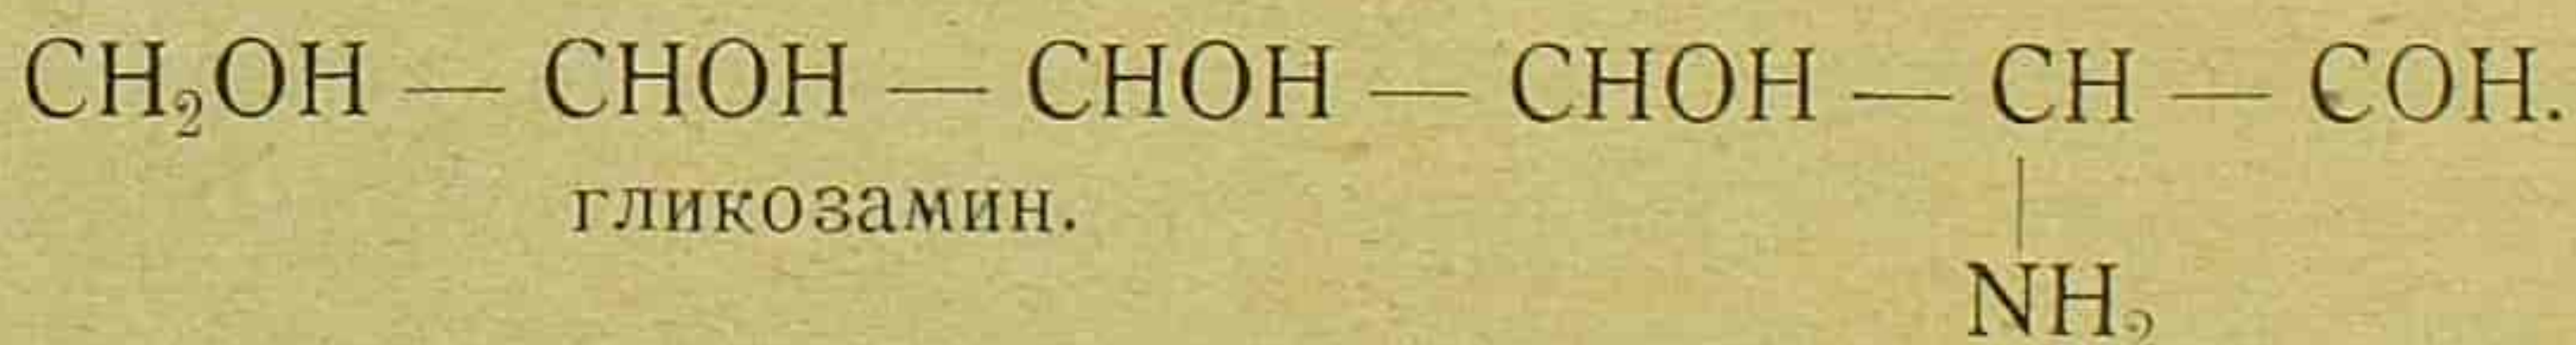 CH₂OH — CHOH — CHOH — CHOH — CH — COH.
гликозамин.
NH₂